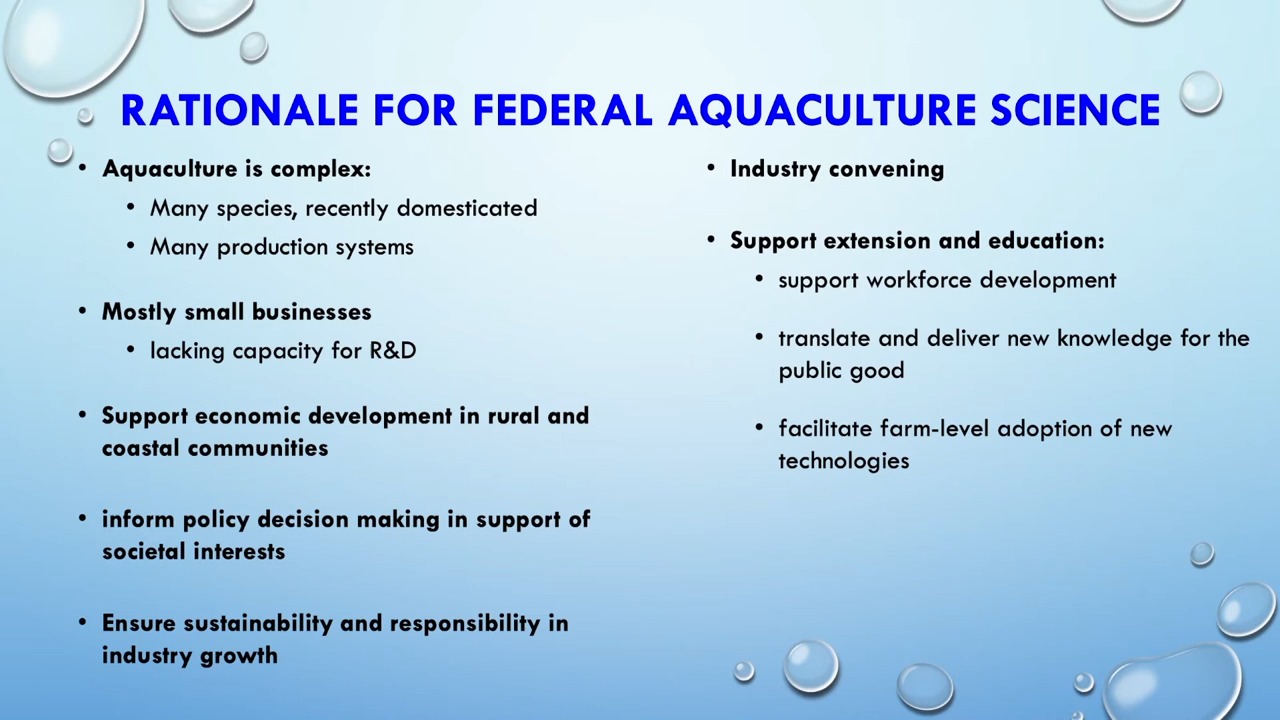 RATIONALE FOR FEDERAL AQUACULTURE SCIENCE
• Aquaculture is complex:
• Many species, recently domesticated
• Many production systems
• Mostly small businesses
• lacking capacity for R&D
• Support economic development in rural and
coastal communities
• inform policy decision making in support of
societal interests
• Ensure sustainability and responsibility in
industry growth
• Industry convening
• Support extension and education:
• support workforce development
• translate and deliver new knowledge for the
public good
• facilitate farm-level adoption of new
technologies